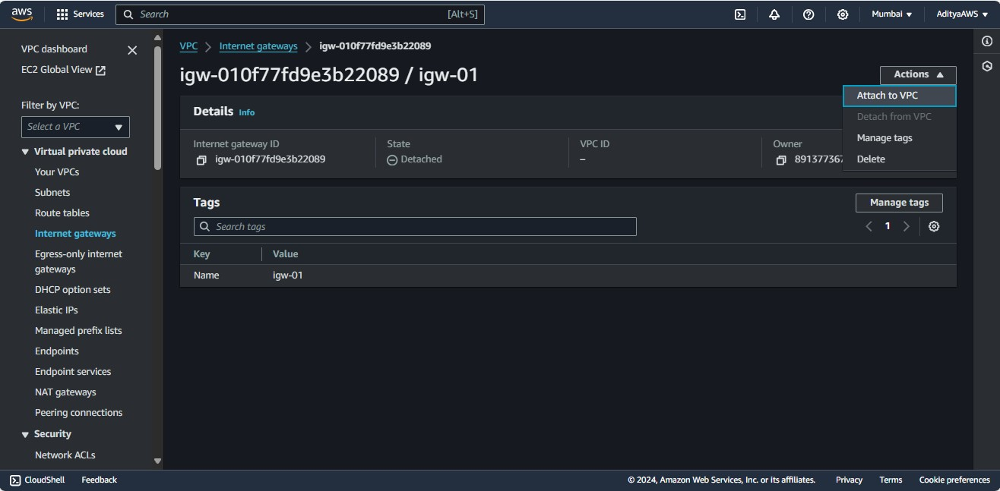 aws Services Search [Alt+S] Mumbai AdityaAWS
VPC dashboard
EC2 Global View
Filter by VPC:
Select a VPC
Virtual private cloud
Your VPCs
Subnets
Route tables
Internet gateways
Egress-only internet
gateways
DHCP option sets
Elastic IPs
Managed prefix lists
Endpoints
Endpoint services
NAT gateways
Peering connections
Security
Network ACLs
VPC Internet gateways igw-010f77fd9e3b22089
igw-010f77fd9e3b22089 / igw-01
Actions
Attach to VPC
Detach from VPC
Manage tags
Delete
Details Info
Internet gateway ID State VPC ID Owner
igw-010f77fd9e3b22089 Detached – 891377367
Tags Manage tags
Search tags 1
Key Value
Name igw-01
CloudShell Feedback © 2024, Amazon Web Services, Inc. or its affiliates. Privacy Terms Cookie preferences